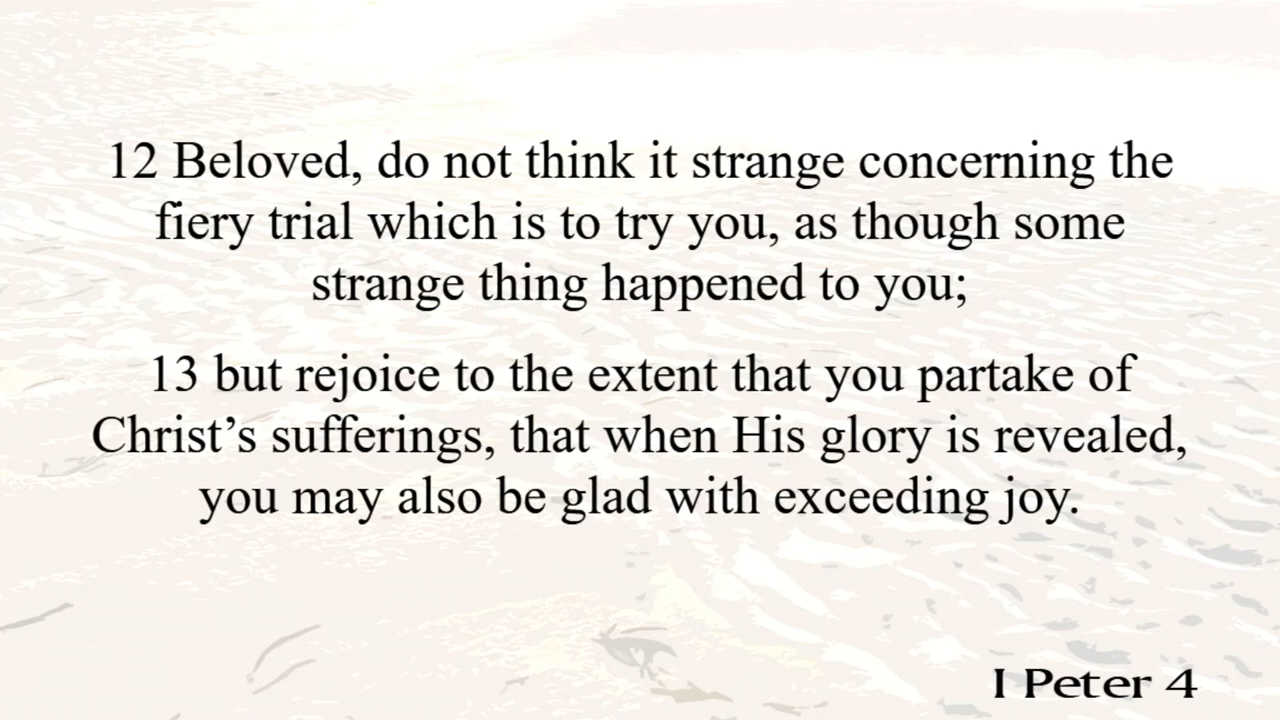 12 Beloved, do not think it strange concerning the
fiery trial which is to try you, as though some
strange thing happened to you;
13 but rejoice to the extent that you partake of
Christ’s sufferings, that when His glory is revealed,
you may also be glad with exceeding joy.
I Peter 4